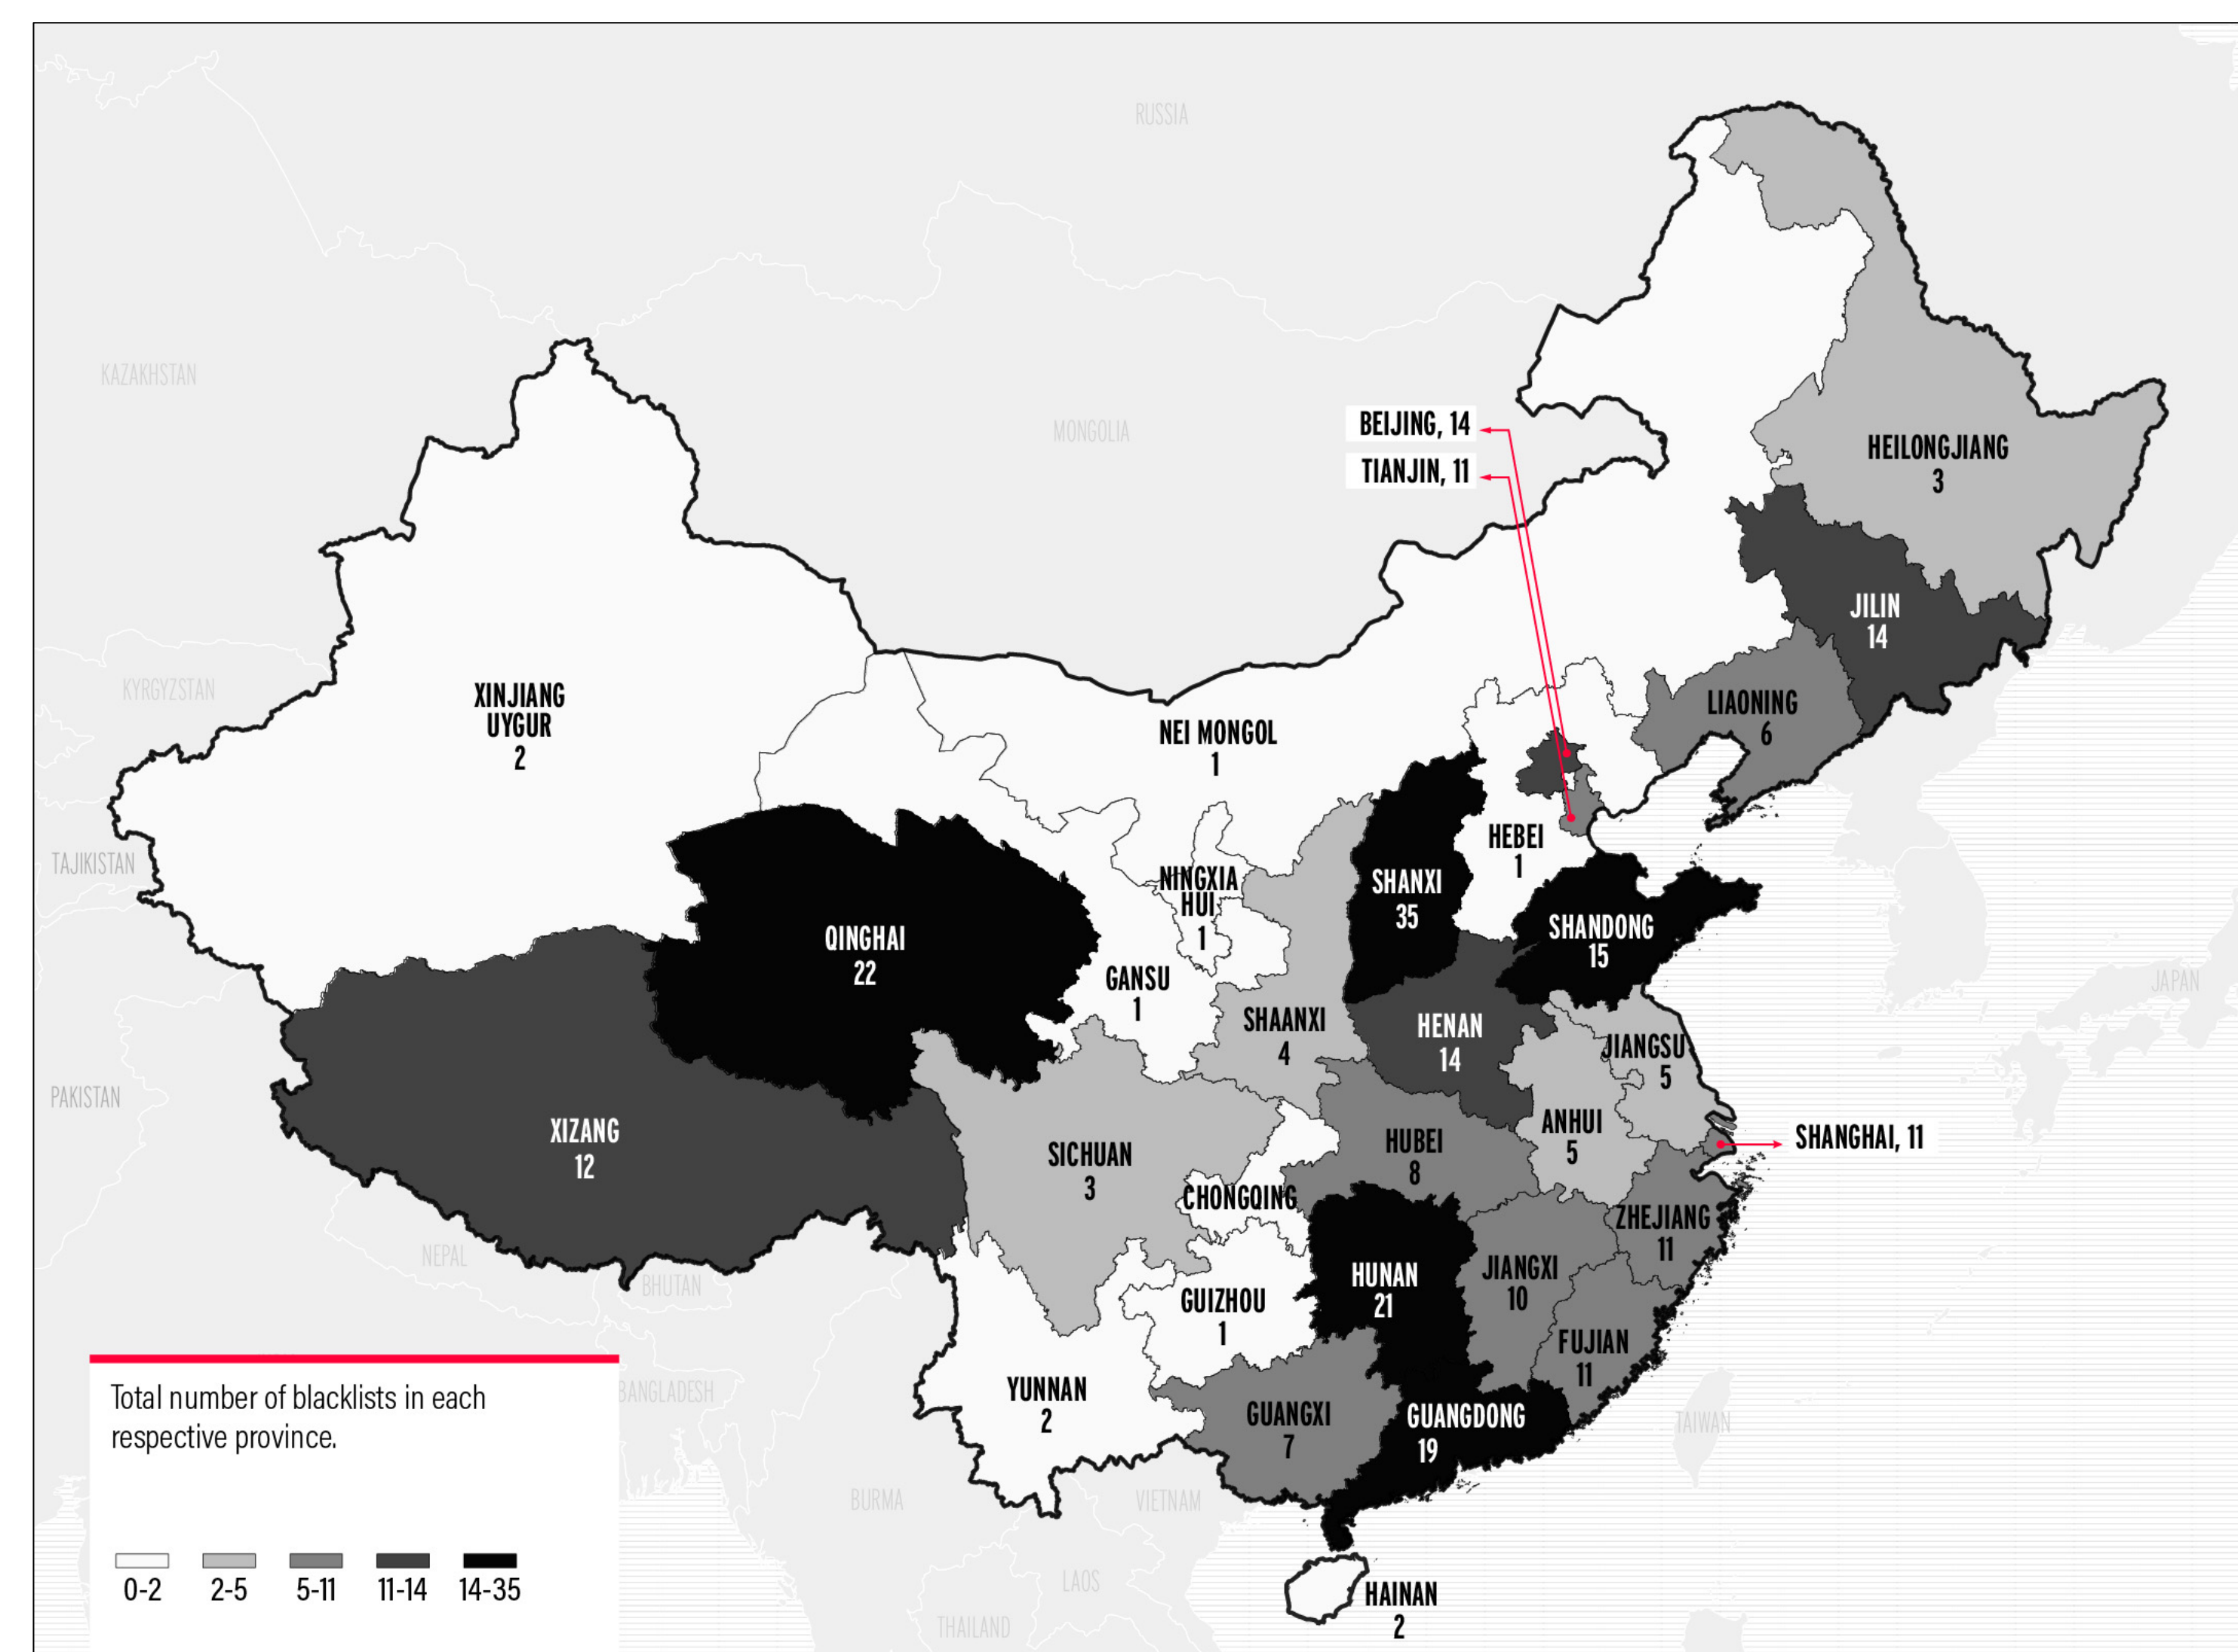 RUSSIA
KAZAKHSTAN
MONGOLIA
BEIJING, 14
TIANJIN, 11
HEILONGJIANG
3
JILIN
14
KYRGYZSTAN
XINJIANG
UYGUR
2
LIAONING
6
NEI MONGOL
1
TAJIKISTAN
HEBEI
1
NINGXIA
HUI
1
SHANXI
35
SHANDONG
15
QINGHAI
22
GANSU
1
JAPAN
SHAANXI
4
HENAN
14
JIANGSU
5
PAKISTAN
XIZANG
12
SICHUAN
3
HUBEI
8
ANHUI
5
SHANGHAI, 11
CHONGQING
ZHEJIANG
11
NEPAL
BHUTAN
GUIZHOU
1
HUNAN
21
JIANGXI
10
FUJIAN
11
BANGLADESH
YUNNAN
2
GUANGXI
7
GUANGDONG
19
TAIWAN
BURMA
VIETNAM
LAOS
THAILAND
HAINAN
2
Total number of blacklists in each
respective province.
0-2 2-5 5-11 11-14 14-35